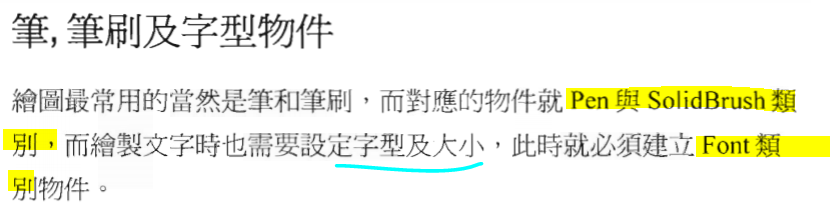 筆, 筆刷及字型物件
繪圖最常用的當然是筆和筆刷，而對應的物件就 Pen 與 SolidBrush 類
別，而繪製文字時也需要設定字型及大小，此時就必須建立 Font 類
別物件。